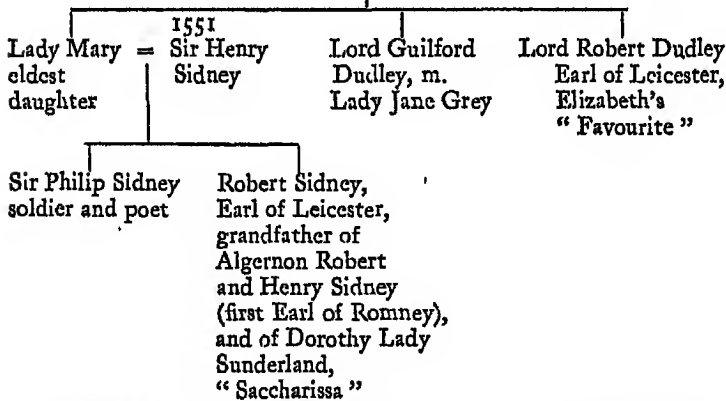 1551
Lady Mary = Sir Henry
eldest Sidney
daughter
Lord Guilford
Dudley, m.
Lady Jane Grey
Lord Robert Dudley
Earl of Leicester,
Elizabeth's
“ Favourite ”
Sir Philip Sidney
soldier and poet
Robert Sidney,
Earl of Leicester,
grandfather of
Algernon Robert
and Henry Sidney
(first Earl of Romney),
and of Dorothy Lady
Sunderland,
“ Saccharissa ”